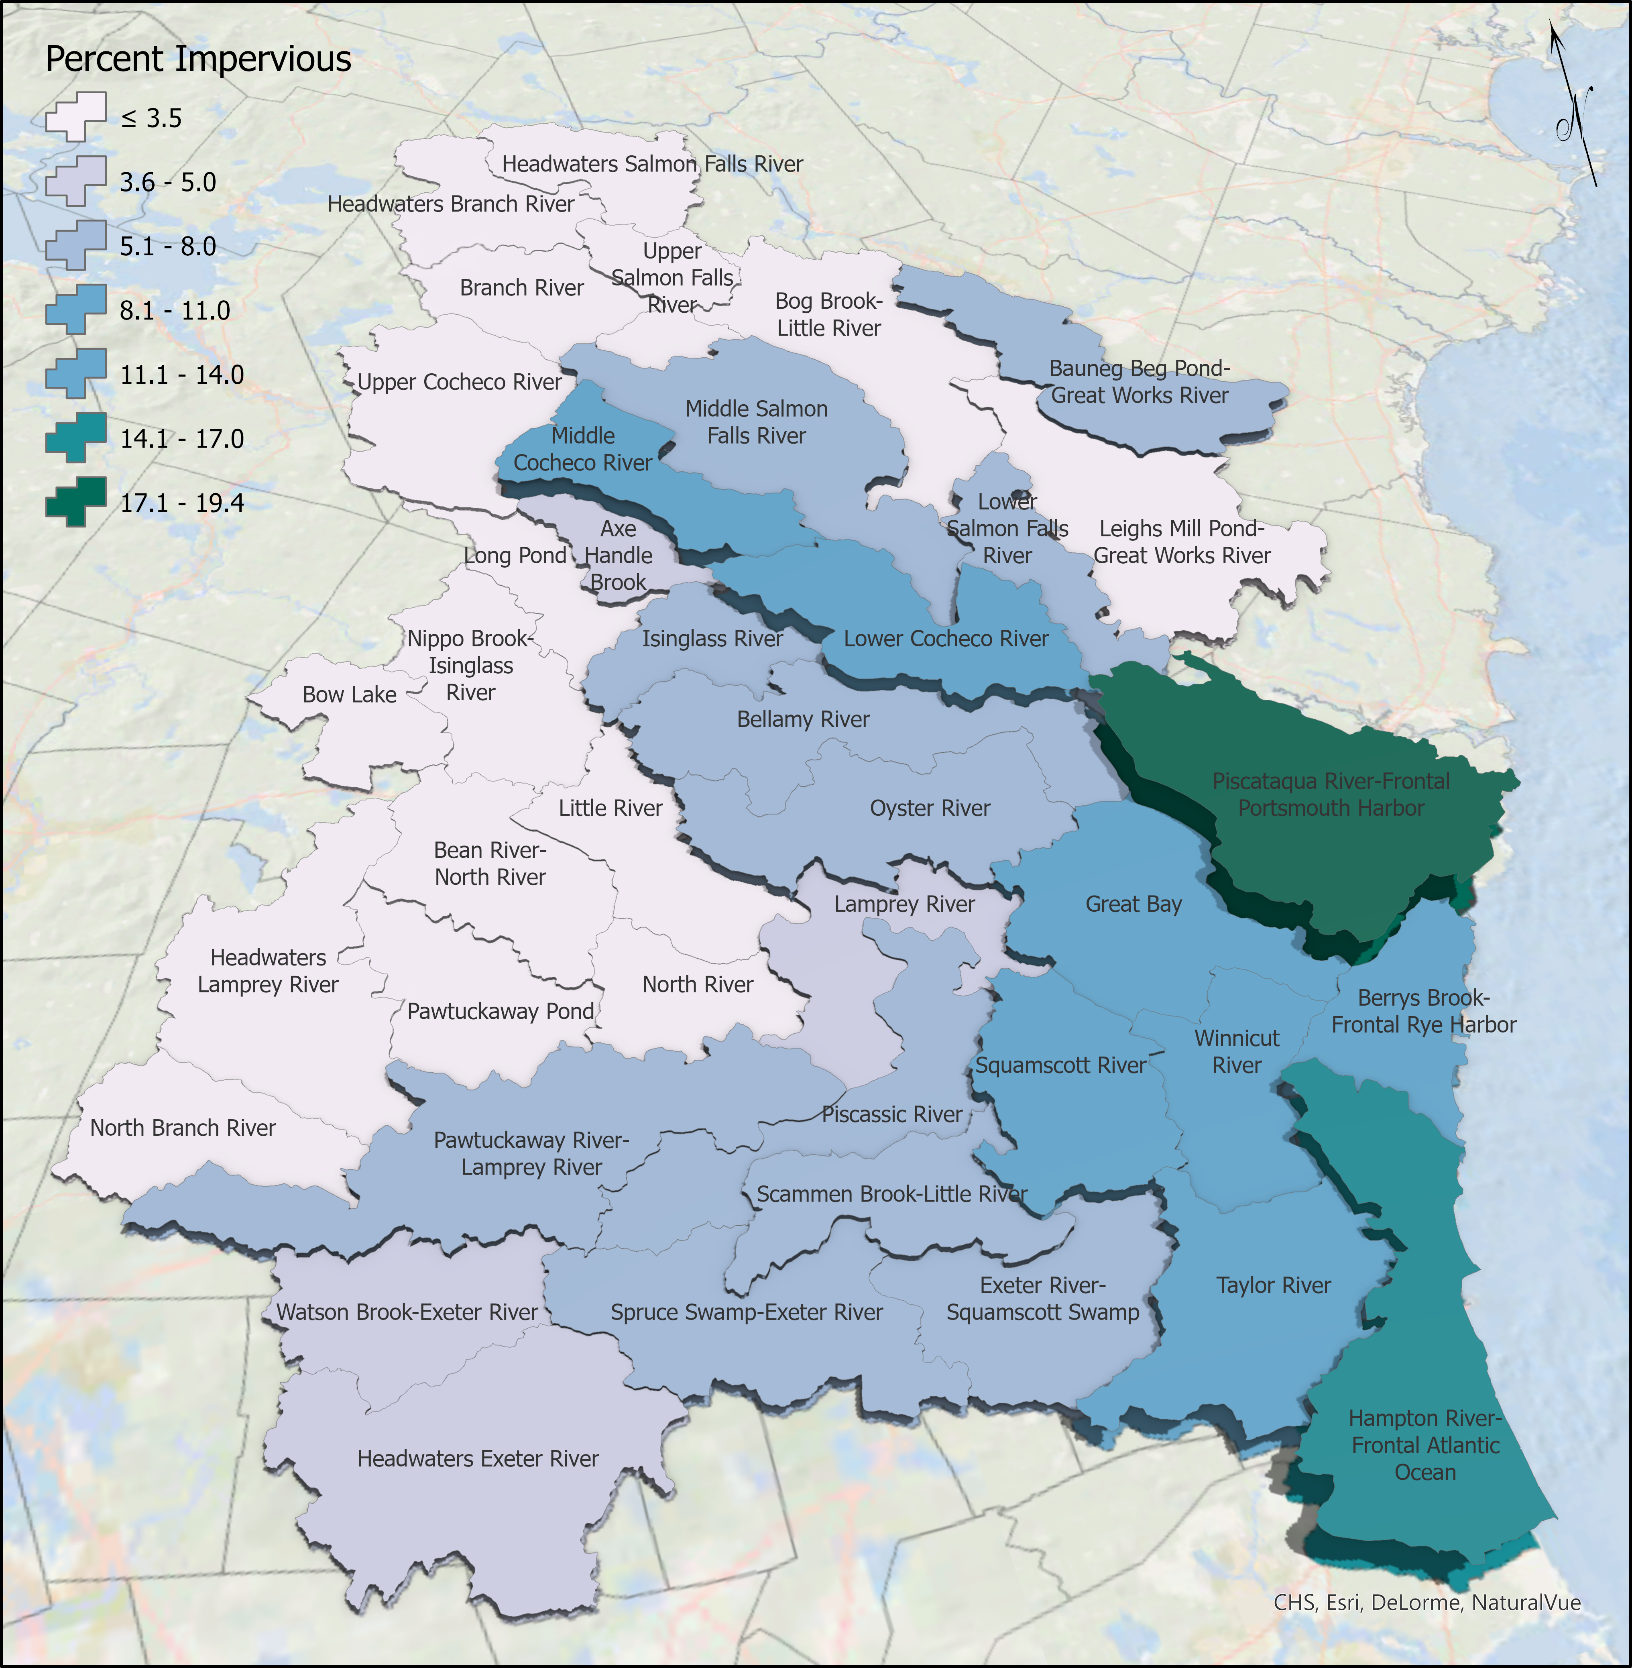 Percent Impervious
≤ 3.5
3.6 - 5.0
5.1 - 8.0
8.1 - 11.0
11.1 - 14.0
14.1 - 17.0
17.1 - 19.4
N
Headwaters Salmon Falls River
Headwaters Branch River
Upper
Salmon Falls
River
Branch River
Bog Brook-
Little River
Bauneg Beg Pond-
Great Works River
Upper Cocheco River
Middle Salmon
Falls River
Middle
Cocheco River
Lower
Salmon Falls
River
Leighs Mill Pond-
Great Works River
Axe
Handle
Brook
Long Pond
Nippo Brook-
Isinglass
River
Isinglass River
Lower Cocheco River
Bow Lake
Bellamy River
Piscataqua River-Frontal
Portsmouth Harbor
Little River
Oyster River
Bean River-
North River
Lamprey River
Great Bay
Headwaters
Lamprey River
North River
Pawtuckaway Pond
Berrys Brook-
Frontal Rye Harbor
Winnicut
River
Squamscott River
North Branch River
Piscassic River
Pawtuckaway River-
Lamprey River
Scammen Brook-Little River
Watson Brook-Exeter River
Spruce Swamp-Exeter River
Exeter River-
Squamscott Swamp
Taylor River
Hampton River-
Frontal Atlantic
Ocean
Headwaters Exeter River
CHS, Esri, DeLorme, NaturalVue